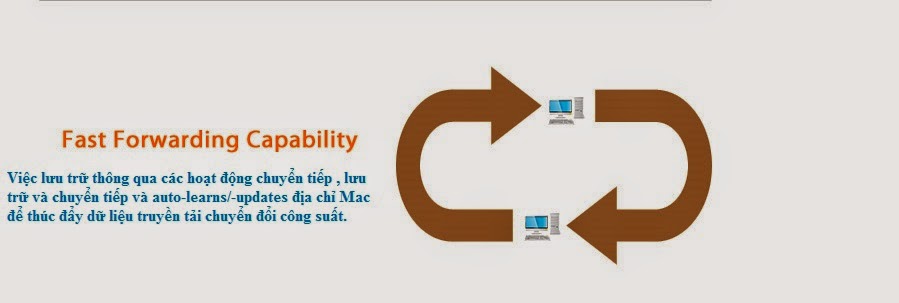 Fast Forwarding Capability
Việc lưu trữ thông qua các hoạt động chuyển tiếp , lưu
trữ và chuyển tiếp và auto-learns/-updates địa chỉ Mac
để thúc đẩy dữ liệu truyền tải chuyển đổi công suất.